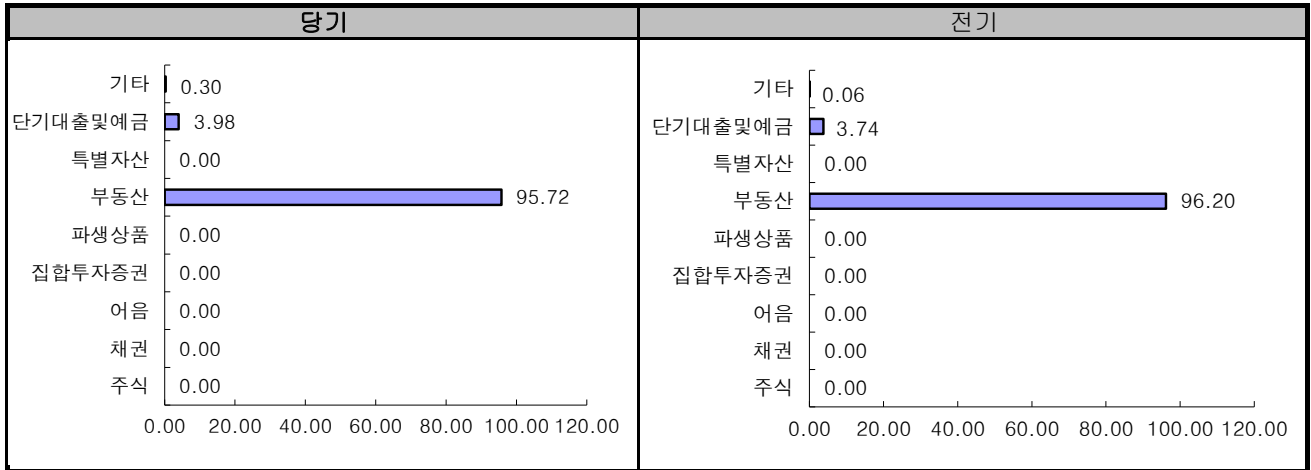 당기
기타 0.30
단기대출및예금 3.98
특별자산 0.00
부동산 95.72
파생상품 0.00
집합투자증권 0.00
어음 0.00
채권 0.00
주식 0.00
0.00 20.00 40.00 60.00 80.00 100.00 120.00
전기
기타 0.06
단기대출및예금 3.74
특별자산 0.00
부동산 96.20
파생상품 0.00
집합투자증권 0.00
어음 0.00
채권 0.00
주식 0.00
0.00 20.00 40.00 60.00 80.00 100.00 120.00